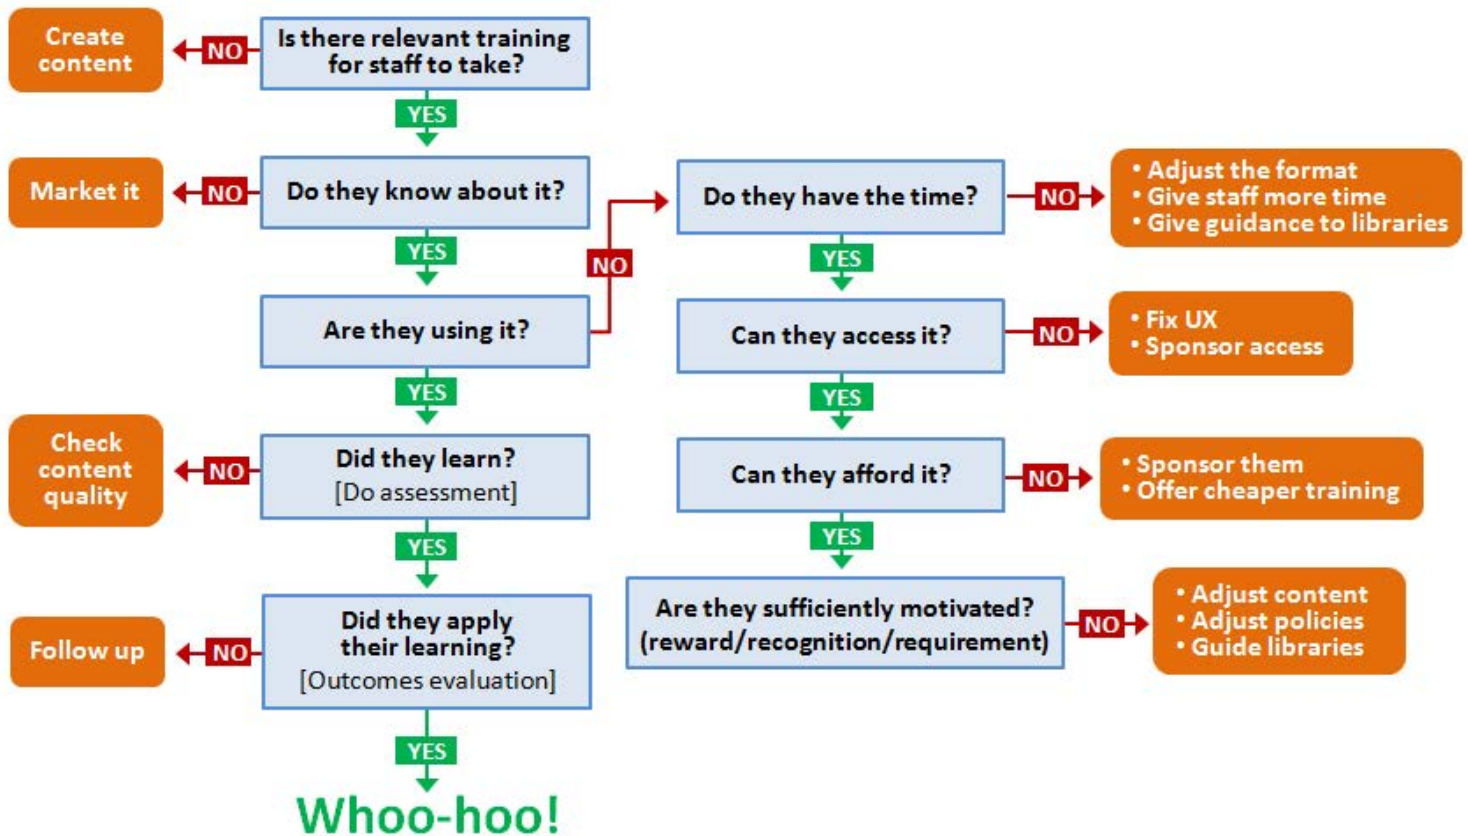 Create
content
NO
Is there relevant training
for staff to take?
YES
Market it
NO
Do they know about it?
YES
NO
Are they using it?
YES
Check
content
quality
NO
Did they learn?
[Do assessment]
YES
Follow up
NO
Did they apply
their learning?
[Outcomes evaluation]
YES
Whoo-hoo!
Do they have the time?
NO
• Adjust the format
• Give staff more time
• Give guidance to libraries
YES
Can they access it?
NO
• Fix UX
• Sponsor access
YES
Can they afford it?
NO
• Sponsor them
• Offer cheaper training
YES
Are they sufficiently motivated?
(reward/recognition/requirement)
NO
• Adjust content
• Adjust policies
• Guide libraries